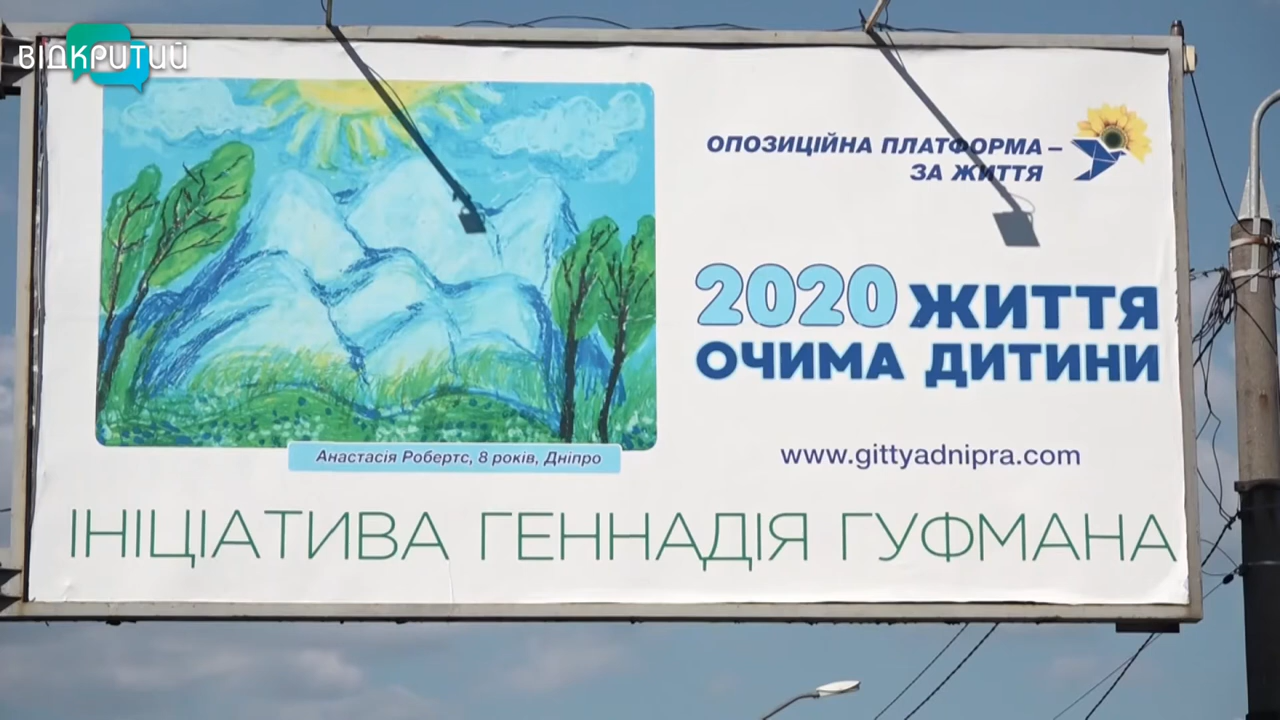 ВІДКРИТИЙ
ОПОЗИЦІЙНА ПЛАТФОРМА –
ЗА ЖИТТЯ
2020 ЖИТТЯ
ОЧИМА ДИТИНИ
www.gittyadnipra.com
Анастасія Робертс, 8 років, Дніпро
ІНІЦІАТИВА ГЕННАДІЯ ГУФМАНА